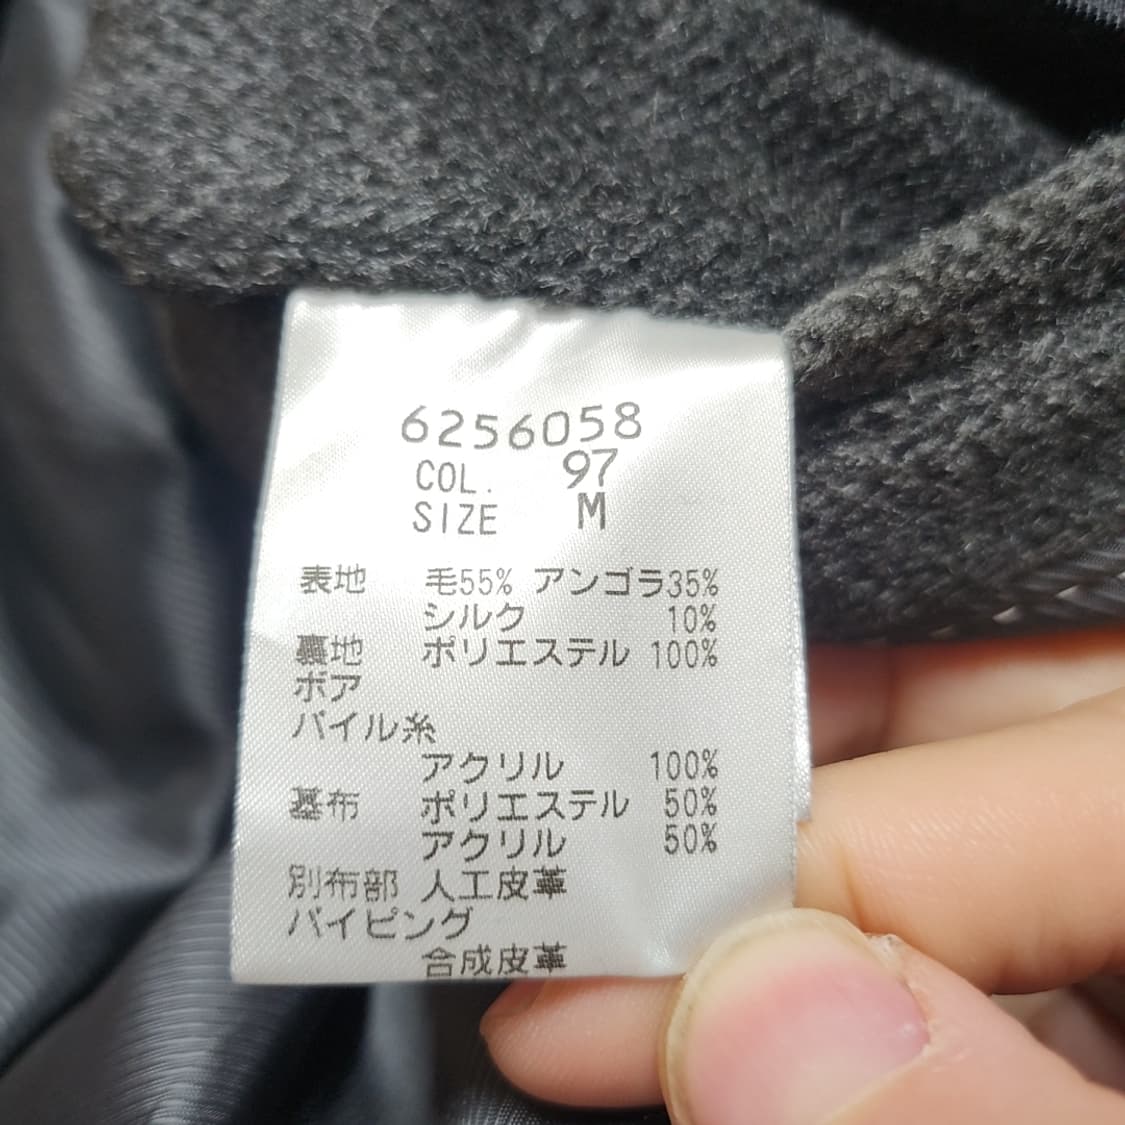 6256058
COL. 97
SIZE M
表地 毛55% アンゴラ35%
シルク 10%
裏地 ポリエステル 100%
ボア
パイル糸
アクリル 100%
基布 ポリエステル 50%
アクリル 50%
別布部 人工皮革
パイピング
合成皮革